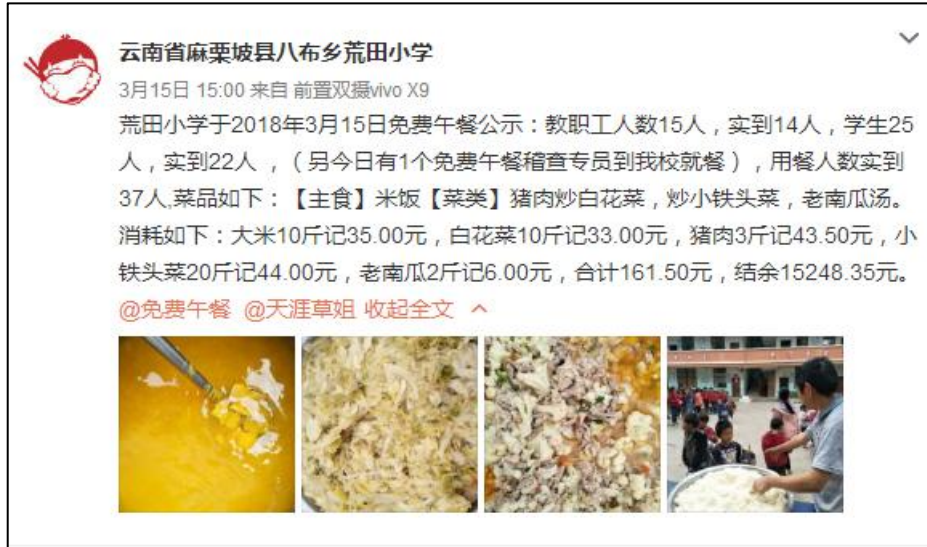 云南省麻栗坡县八布乡荒田小学
3月15日 15:00 来自 前置双摄vivo X9
荒田小学于2018年3月15日免费午餐公示：教职工人数15人，实到14人，学生25
人，实到22人 ，（另今日有1个免费午餐稽查专员到我校就餐），用餐人数实到
37人,菜品如下：【主食】米饭【菜类】猪肉炒白花菜，炒小铁头菜，老南瓜汤。
消耗如下：大米10斤记35.00元，白花菜10斤记33.00元，猪肉3斤记43.50元，小
铁头菜20斤记44.00元，老南瓜2斤记6.00元，合计161.50元，结余15248.35元。
@免费午餐 @天涯草姐 收起全文